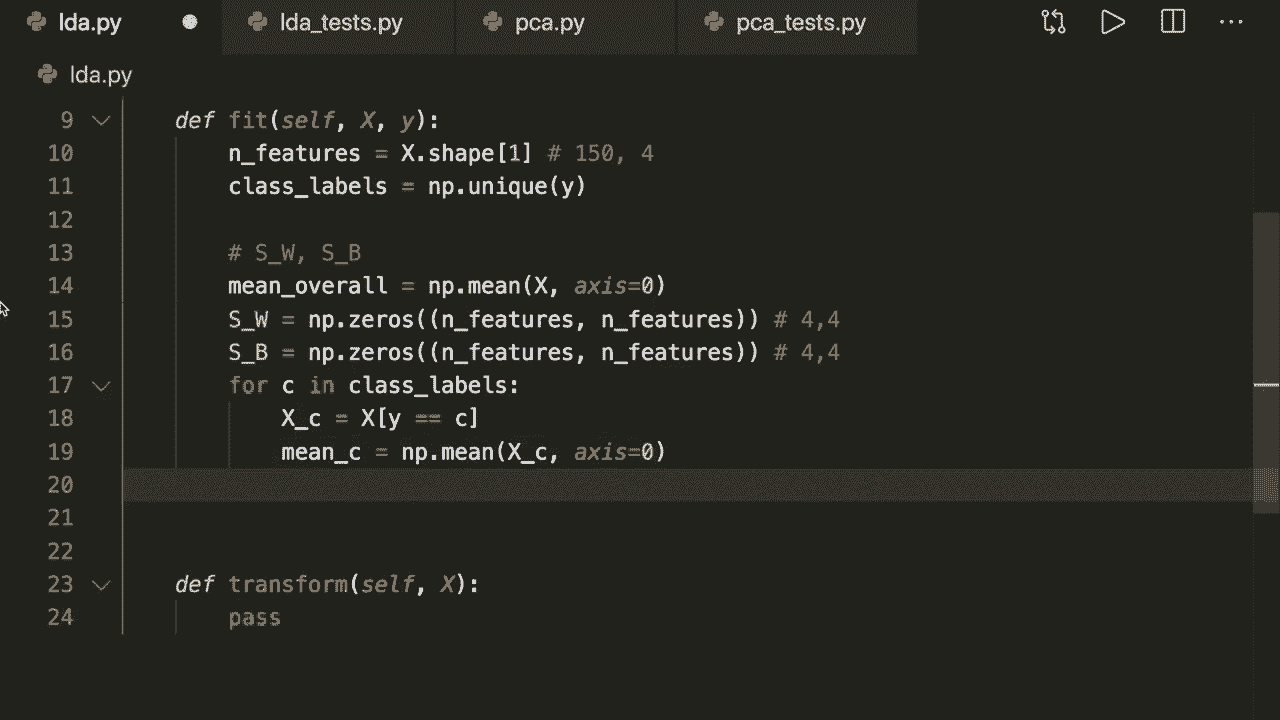 lda.py lda_tests.py pca.py pca_tests.py
lda.py
9 def fit(self, X, y):
10 n_features = X.shape[1] # 150, 4
11 class_labels = np.unique(y)
12
13 # S_W, S_B
14 mean_overall = np.mean(X, axis=0)
15 S_W = np.zeros((n_features, n_features)) # 4,4
16 S_B = np.zeros((n_features, n_features)) # 4,4
17 for c in class_labels:
18 X_c = X[y == c]
19 mean_c = np.mean(X_c, axis=0)
20
21
22
23 def transform(self, X):
24 pass